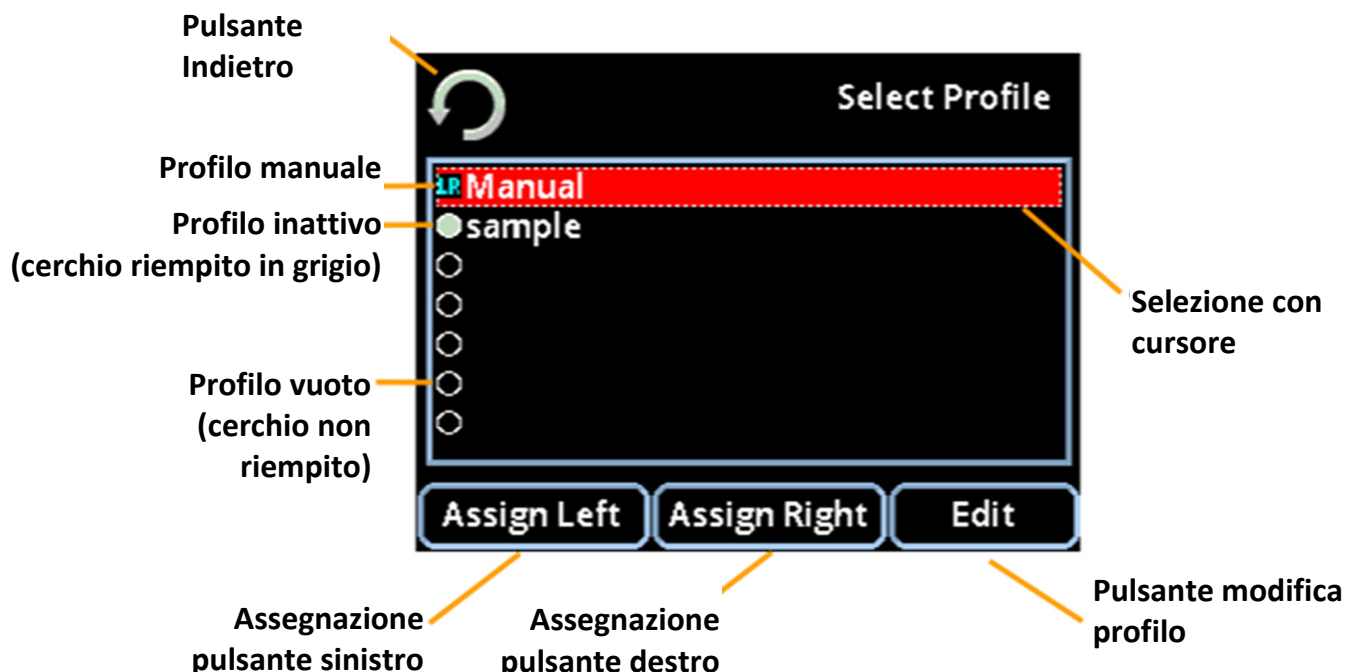 Pulsante
Indietro
Select Profile
Profilo manuale
LR Manual
Profilo inattivo
(cerchio riempito in grigio)
sample
Selezione con
cursore
Profilo vuoto
(cerchio non
riempito)
Assign Left
Assign Right
Edit
Assegnazione
pulsante sinistro
Assegnazione
pulsante destro
Pulsante modifica
profilo